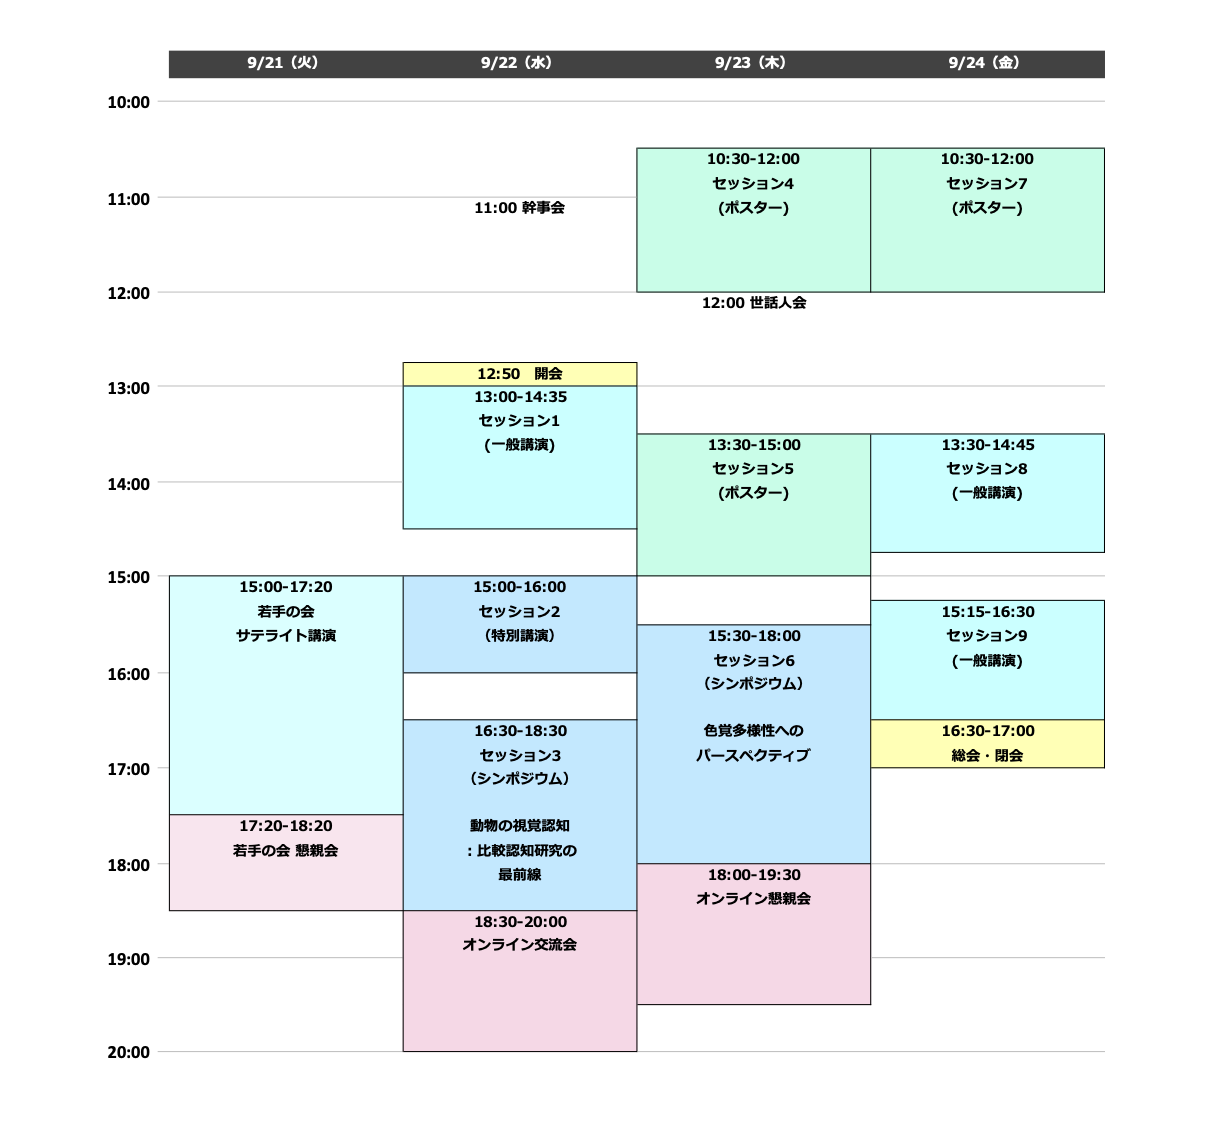 9/21（火）
9/22（水）
9/23（木）
9/24（金）
10:00
11:00
12:00
13:00
14:00
15:00
16:00
17:00
18:00
19:00
20:00
15:00-17:20
若手の会
サテライト講演
17:20-18:20
若手の会 懇親会
11:00 幹事会
12:50　開会
13:00-14:35
セッション1
(一般講演)
15:00-16:00
セッション2
（特別講演）
16:30-18:30
セッション3
（シンポジウム）
動物の視覚認知
：比較認知研究の
最前線
18:30-20:00
オンライン交流会
10:30-12:00
セッション4
(ポスター)
12:00 世話人会
13:30-15:00
セッション5
(ポスター)
15:30-18:00
セッション6
（シンポジウム）
色覚多様性への
パースペクティブ
18:00-19:30
オンライン懇親会
10:30-12:00
セッション7
(ポスター)
13:30-14:45
セッション8
(一般講演)
15:15-16:30
セッション9
(一般講演)
16:30-17:00
総会・閉会